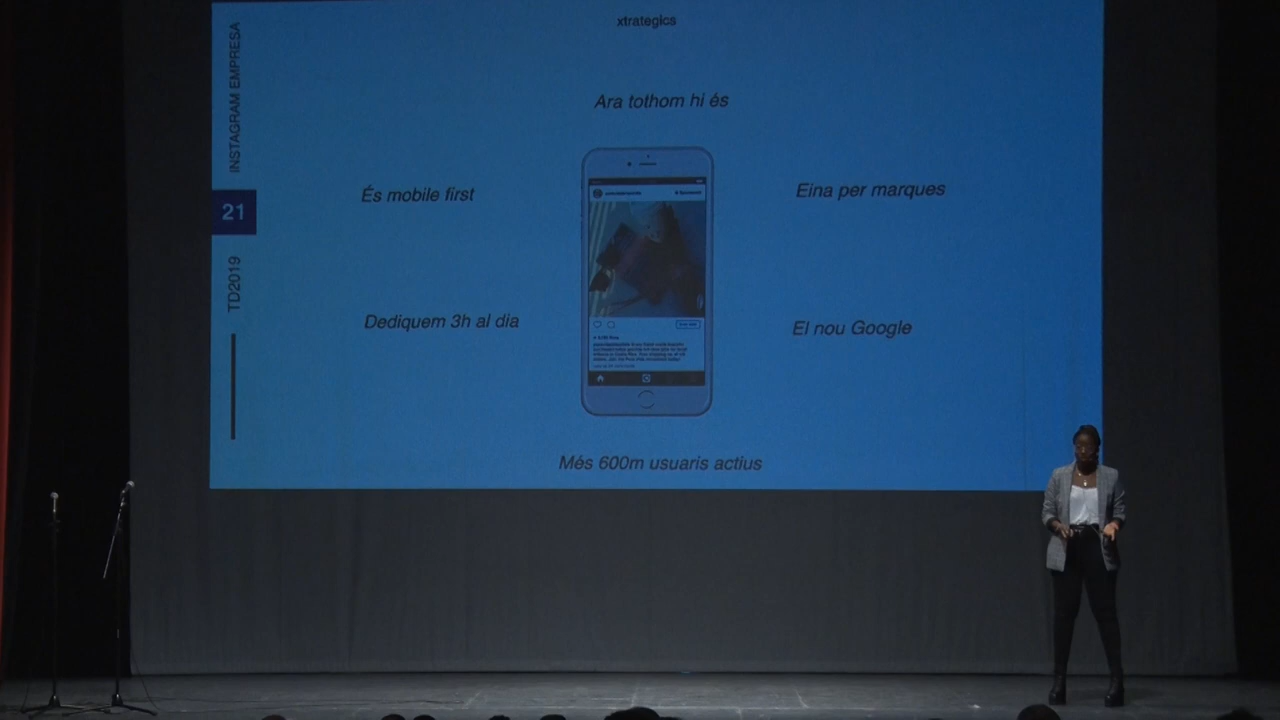 xtrategics
INSTAGRAM EMPRESA
21
TD2019
Ara tothom hi és
És mobile first
Eina per marques
Dediquem 3h al dia
El nou Google
Més 600m usuaris actius